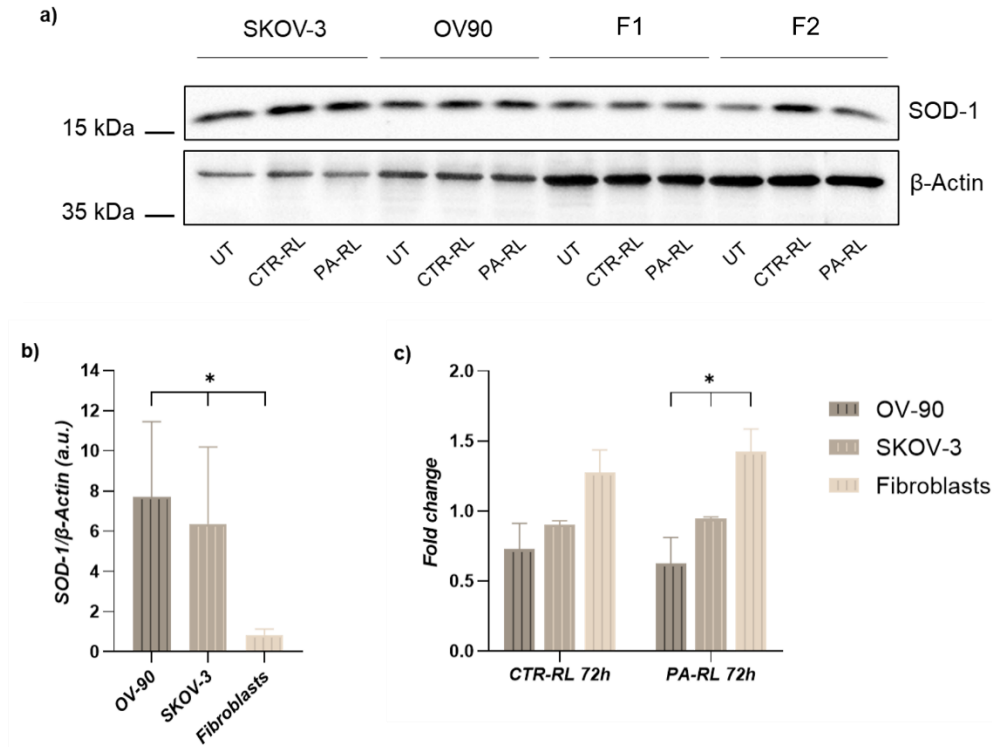 a)
SKOV-3 OV90 F1 F2
SOD-1
15 kDa
β-Actin
35 kDa
UT CTR-RL PA-RL UT CTR-RL PA-RL UT CTR-RL PA-RL UT CTR-RL PA-RL
b)
14
12
10
8
6
4
2
0
SOD-1/β-Actin (a.u.)
*
OV-90 SKOV-3 Fibroblasts
c)
2.0
1.5
1.0
0.5
0.0
Fold change
*
CTR-RL 72h PA-RL 72h
OV-90
SKOV-3
Fibroblasts